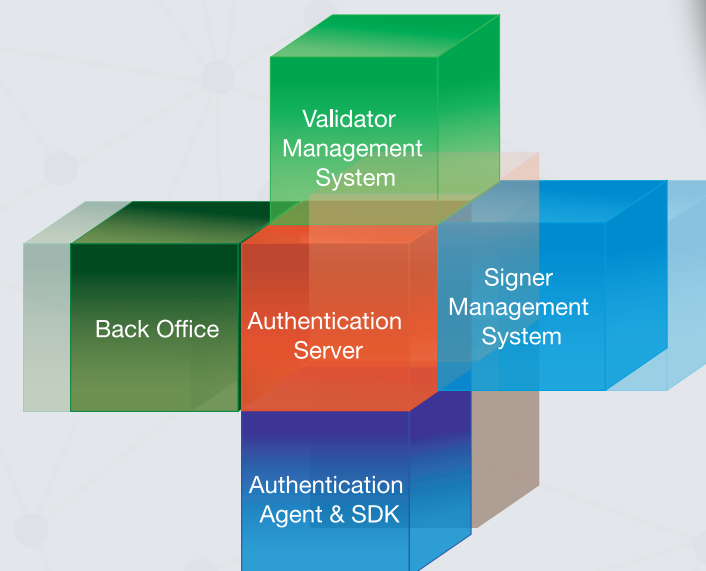 Validator
Management
System
Back Office
Authentication
Server
Signer
Management
System
Authentication
Agent & SDK